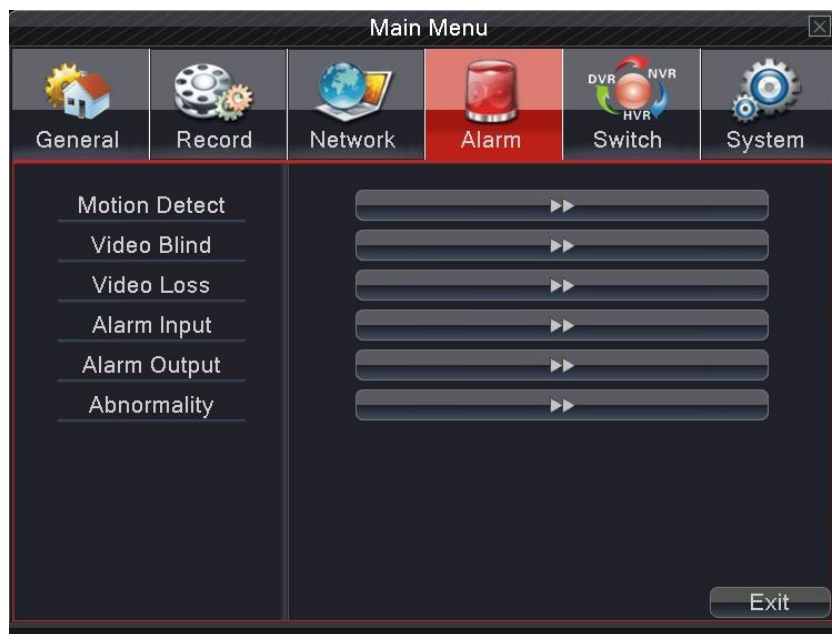 Main Menu
General
Record
Network
Alarm
DVR NVR
HVR
Switch
System
Motion Detect
Video Blind
Video Loss
Alarm Input
Alarm Output
Abnormality
Exit